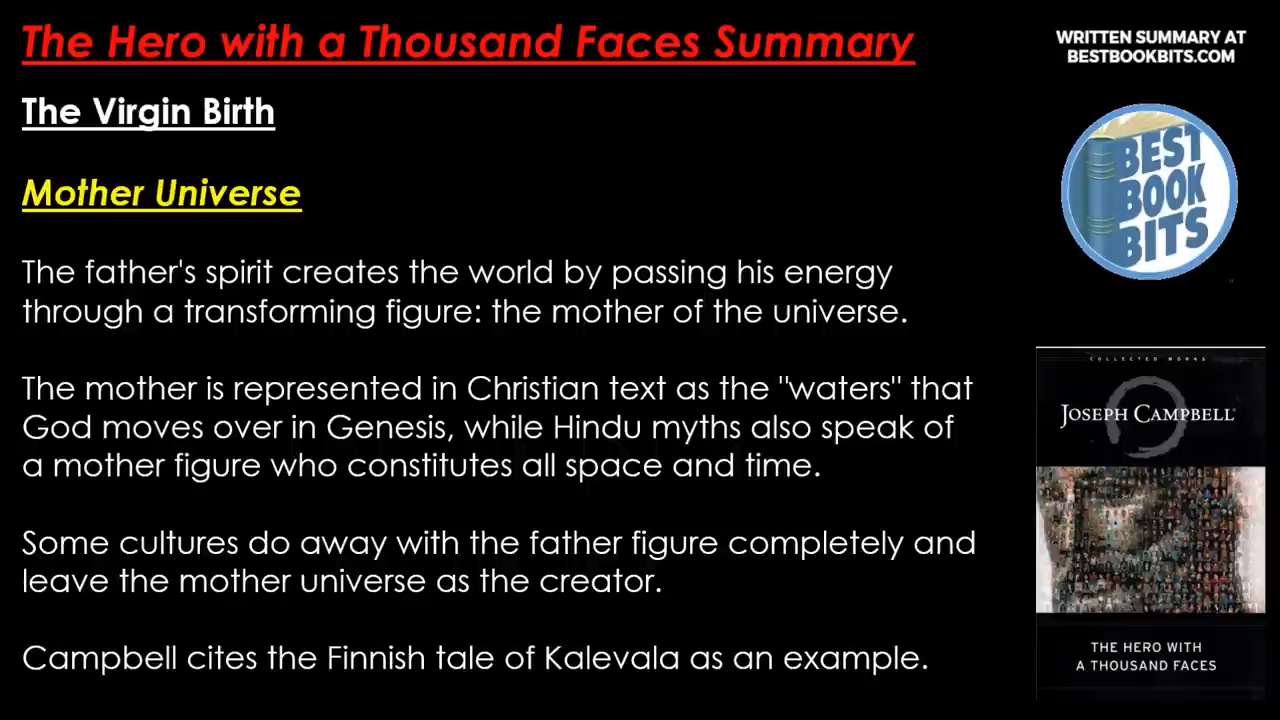 The Hero with a Thousand Faces Summary
WRITTEN SUMMARY AT
BESTBOOKBITS.COM
The Virgin Birth
BEST
BOOK
BITS
Mother Universe
The father's spirit creates the world by passing his energy
through a transforming figure: the mother of the universe.
The mother is represented in Christian text as the "waters" that
God moves over in Genesis, while Hindu myths also speak of
a mother figure who constitutes all space and time.
Some cultures do away with the father figure completely and
leave the mother universe as the creator.
Campbell cites the Finnish tale of Kalevala as an example.
COLLECTED WORKS
JOSEPH CAMPBELL
THE HERO WITH
A THOUSAND FACES